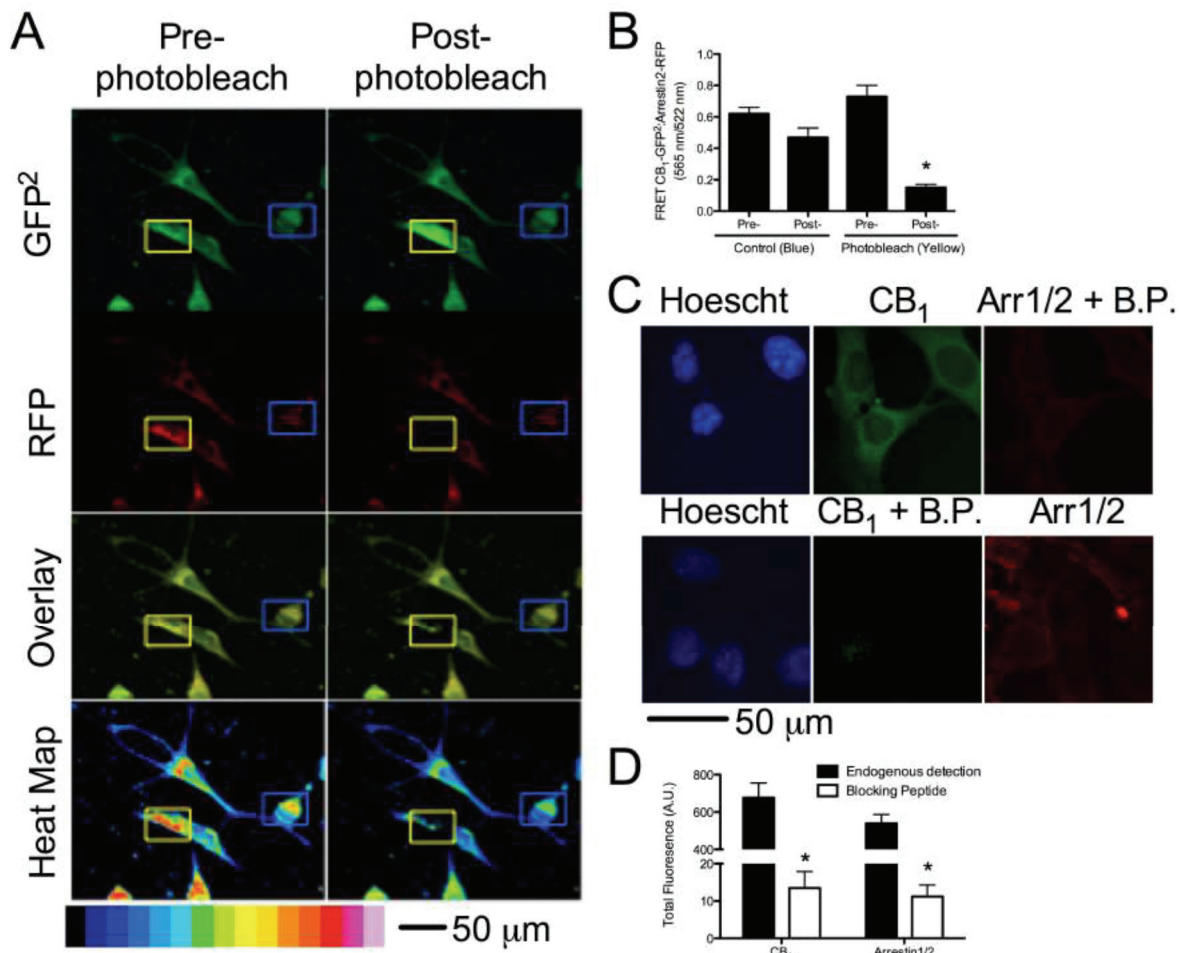 A
Pre-
photobleach
Post-
photobleach
GFP²
RFP
Overlay
Heat Map
50 μm
B
FRET CB₁-GFP²:Arrestin2-RFP
(565 nm/522 nm)
1.0
0.8
0.6
0.4
0.2
0.0
*
Pre- Post- Pre- Post-
Control (Blue) Photobleach (Yellow)
C
Hoescht CB₁ Arr1/2 + B.P.
Hoescht CB₁ + B.P. Arr1/2
50 μm
D
Endogenous detection
Blocking Peptide
Total Fluoresence (A.U.)
800
600
400
20
10
0
* *
CB₁ Arrestin1/2